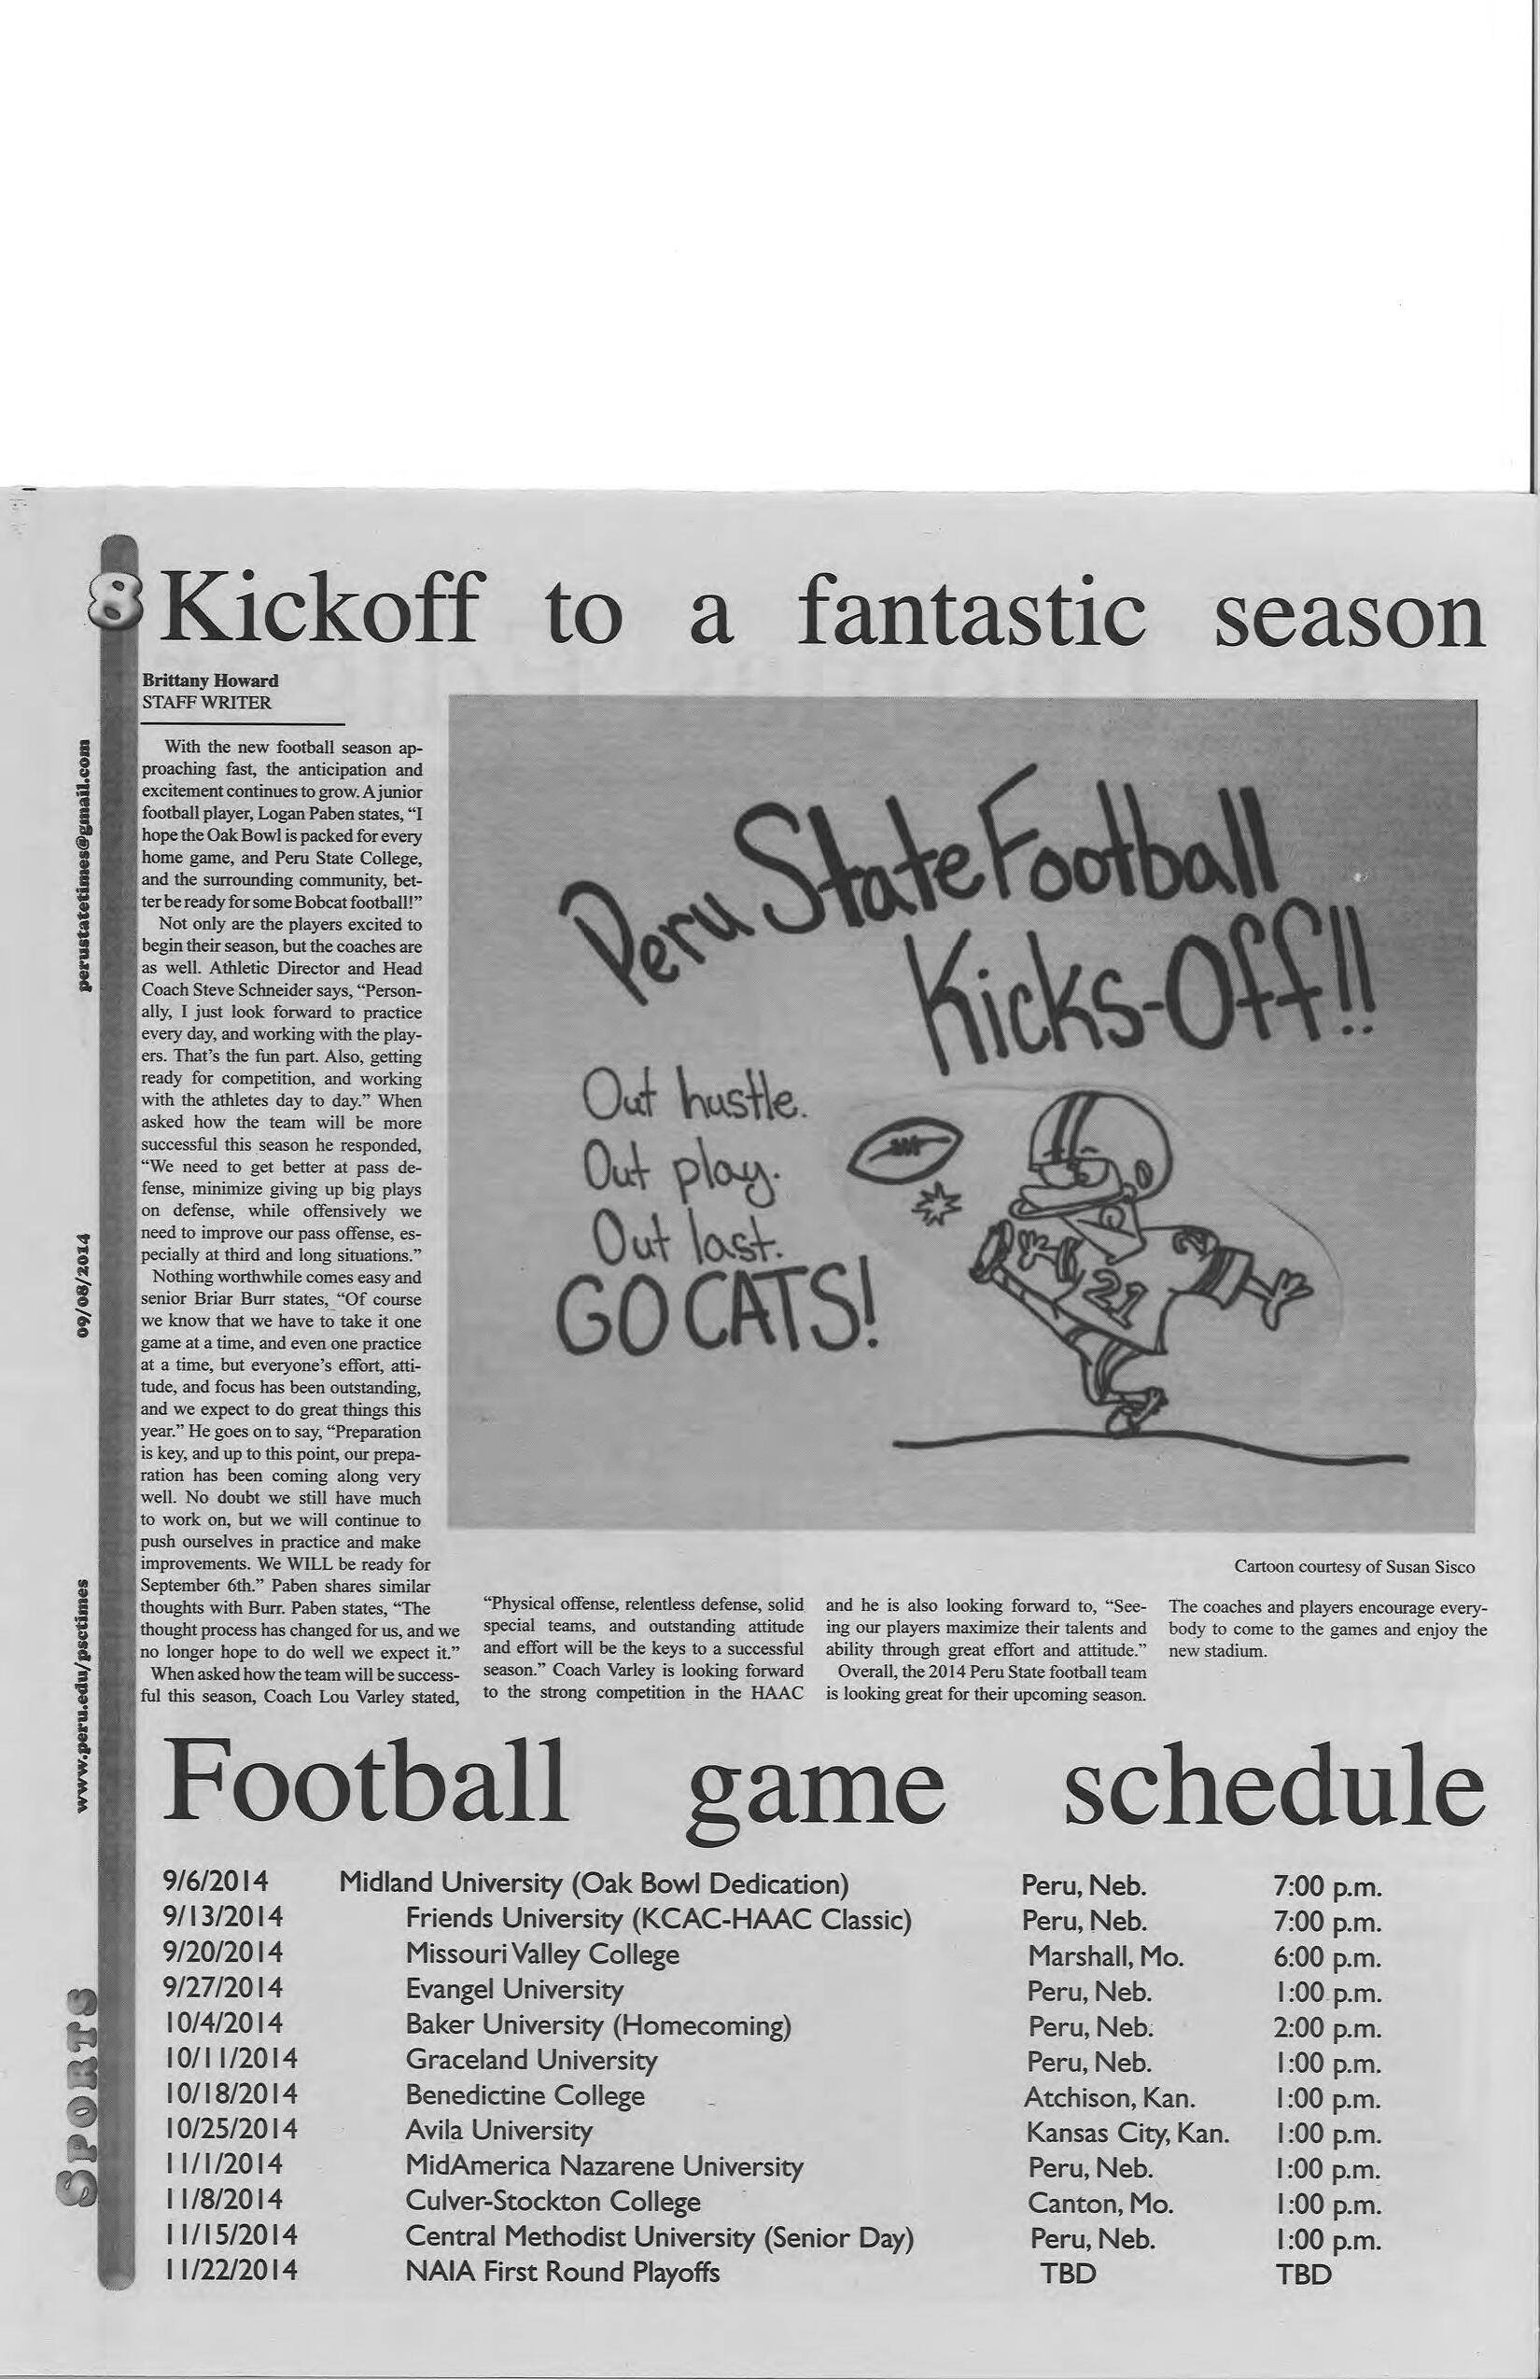 8
Kickoff to a fantastic season
Brittany Howard
STAFF WRITER
With the new football season ap-
proaching fast, the anticipation and
excitement continues to grow. A junior
football player, Logan Paben states, “I
hope the Oak Bowl is packed for every
home game, and Peru State College,
and the surrounding community, bet-
ter be ready for some Bobcat football!”
Not only are the players excited to
begin their season, but the coaches are
as well. Athletic Director and Head
Coach Steve Schneider says, “Person-
ally, I just look forward to practice
every day, and working with the play-
ers. That’s the fun part. Also, getting
ready for competition, and working
with the athletes day to day.” When
asked how the team will be more
successful this season he responded,
“We need to get better at pass de-
fense, minimize giving up big plays
on defense, while offensively we
need to improve our pass offense, es-
pecially at third and long situations.”
Nothing worthwhile comes easy and
senior Briar Burr states, “Of course
we know that we have to take it one
game at a time, and even one practice
at a time, but everyone’s effort, atti-
tude, and focus has been outstanding,
and we expect to do great things this
year.” He goes on to say, “Preparation
is key, and up to this point, our prepa-
ration has been coming along very
well. No doubt we still have much
to work on, but we will continue to
push ourselves in practice and make
improvements. We WILL be ready for
September 6th.” Paben shares similar
thoughts with Burr. Paben states, “The
thought process has changed for us, and we
no longer hope to do well we expect it.”
When asked how the team will be success-
ful this season, Coach Lou Varley stated,
Peru State Football
Kicks-Off!!
Out hustle.
Out play.
Out last.
GO CATS!
21
2
Cartoon courtesy of Susan Sisco
“Physical offense, relentless defense, solid
special teams, and outstanding attitude
and effort will be the keys to a successful
season.” Coach Varley is looking forward
to the strong competition in the HAAC
and he is also looking forward to, “See-
ing our players maximize their talents and
ability through great effort and attitude.”
Overall, the 2014 Peru State football team
is looking great for their upcoming season.
The coaches and players encourage every-
body to come to the games and enjoy the
new stadium.
Football game schedule
9/6/2014 Midland University (Oak Bowl Dedication) Peru, Neb. 7:00 p.m.
9/13/2014 Friends University (KCAC-HAAC Classic) Peru, Neb. 7:00 p.m.
9/20/2014 Missouri Valley College Marshall, Mo. 6:00 p.m.
9/27/2014 Evangel University Peru, Neb. 1:00 p.m.
10/4/2014 Baker University (Homecoming) Peru, Neb. 2:00 p.m.
10/11/2014 Graceland University Peru, Neb. 1:00 p.m.
10/18/2014 Benedictine College Atchison, Kan. 1:00 p.m.
10/25/2014 Avila University Kansas City, Kan. 1:00 p.m.
11/1/2014 MidAmerica Nazarene University Peru, Neb. 1:00 p.m.
11/8/2014 Culver-Stockton College Canton, Mo. 1:00 p.m.
11/15/2014 Central Methodist University (Senior Day) Peru, Neb. 1:00 p.m.
11/22/2014 NAIA First Round Playoffs TBD TBD
perustatetimes@gmail.com
09/08/2014
www.peru.edu/psctimes
SPORTS